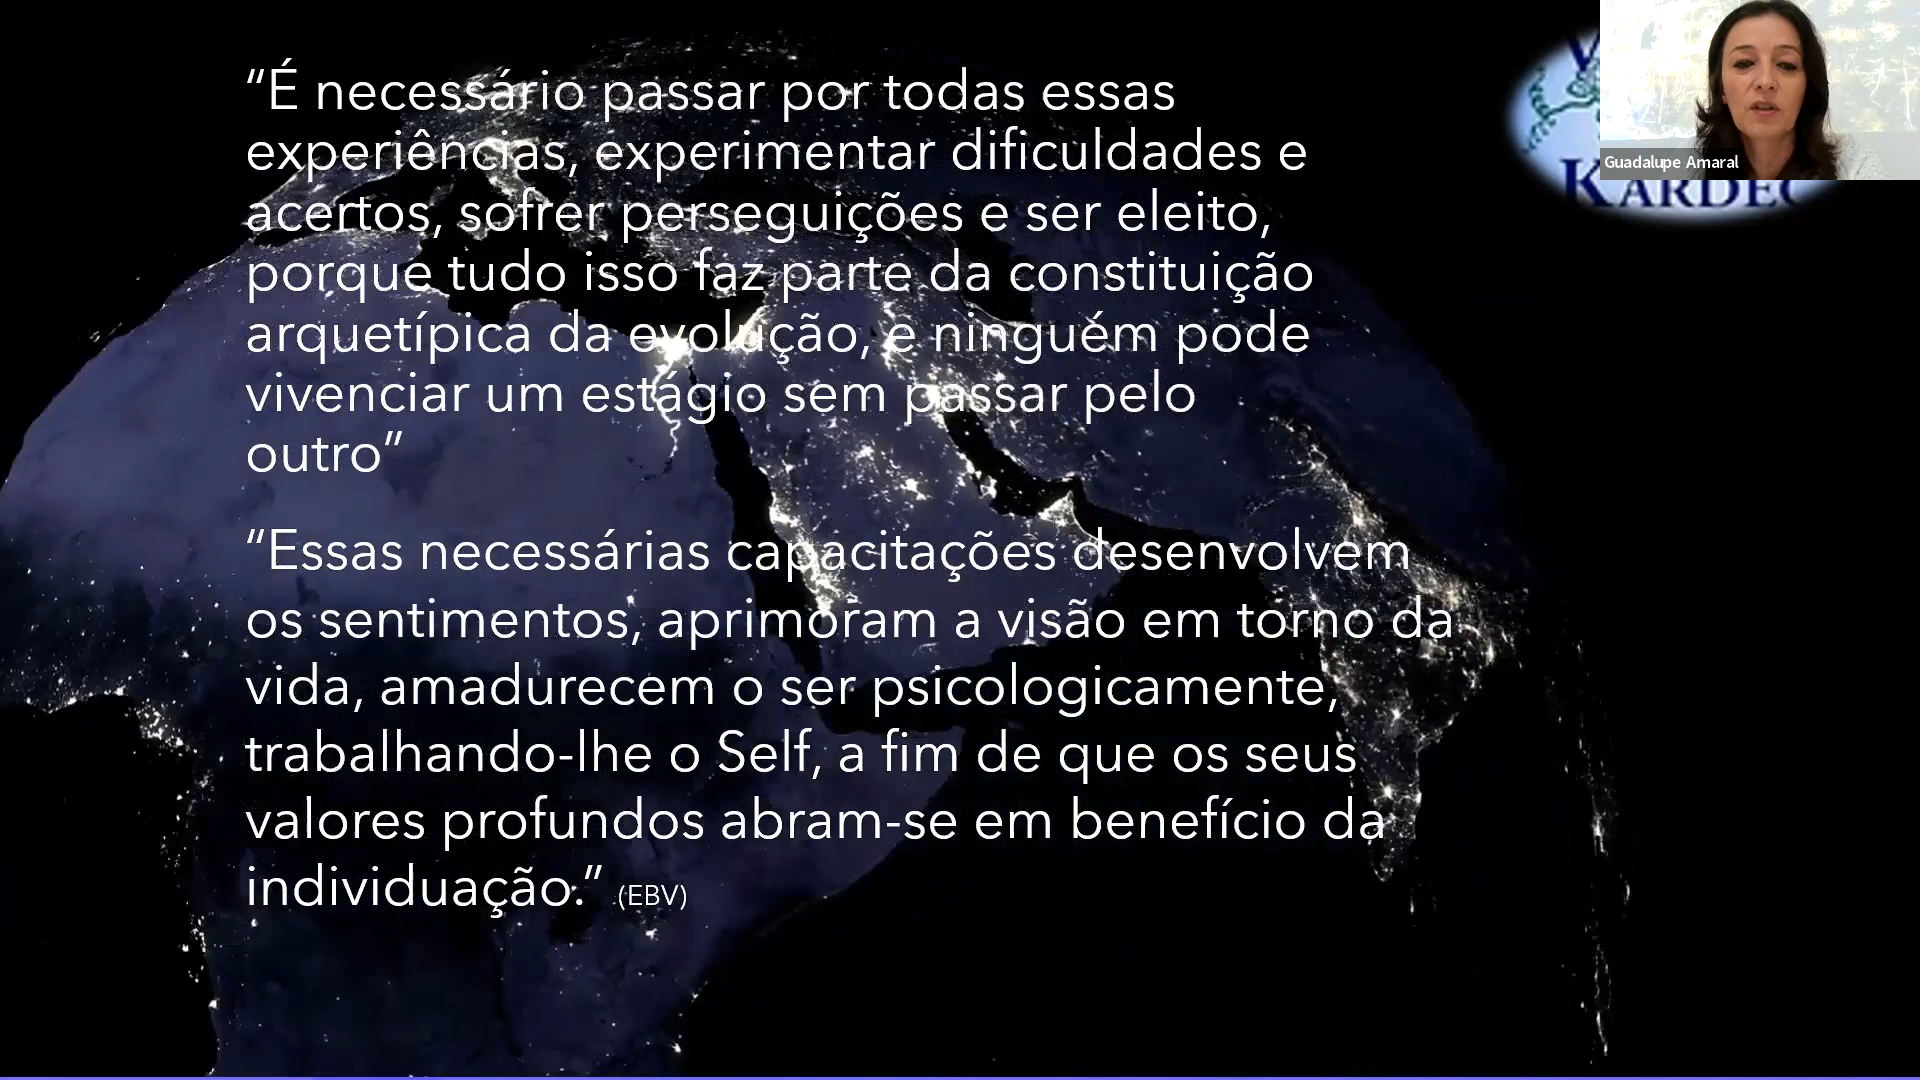 “É necessário passar por todas essas
experiências, experimentar dificuldades e
acertos, sofrer perseguições e ser eleito,
porque tudo isso faz parte da constituição
arquetípica da evolução, e ninguém pode
vivenciar um estágio sem passar pelo
outro”
“Essas necessárias capacitações desenvolvem
os sentimentos, aprimoram a visão em torno da
vida, amadurecem o ser psicologicamente,
trabalhando-lhe o Self, a fim de que os seus
valores profundos abram-se em benefício da
individuação.” (EBV)
Guadalupe Amaral